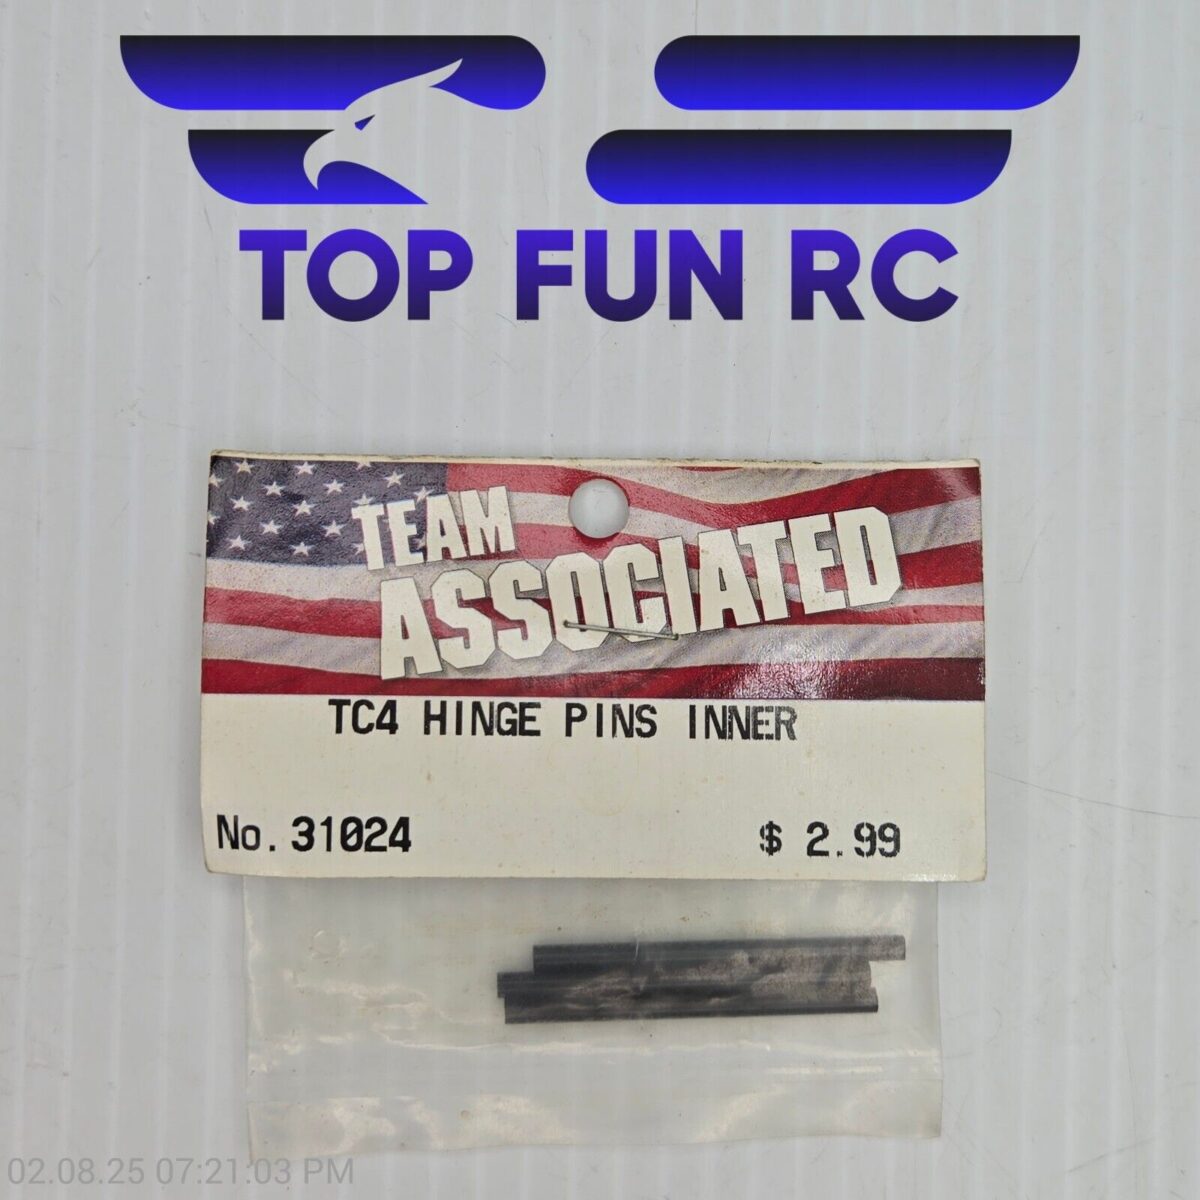 TOP FUN RC
TEAM
ASSOCIATED
TC4 HINGE PINS INNER
No. 31024
$ 2.99
02.08.25 07:21:03 PM